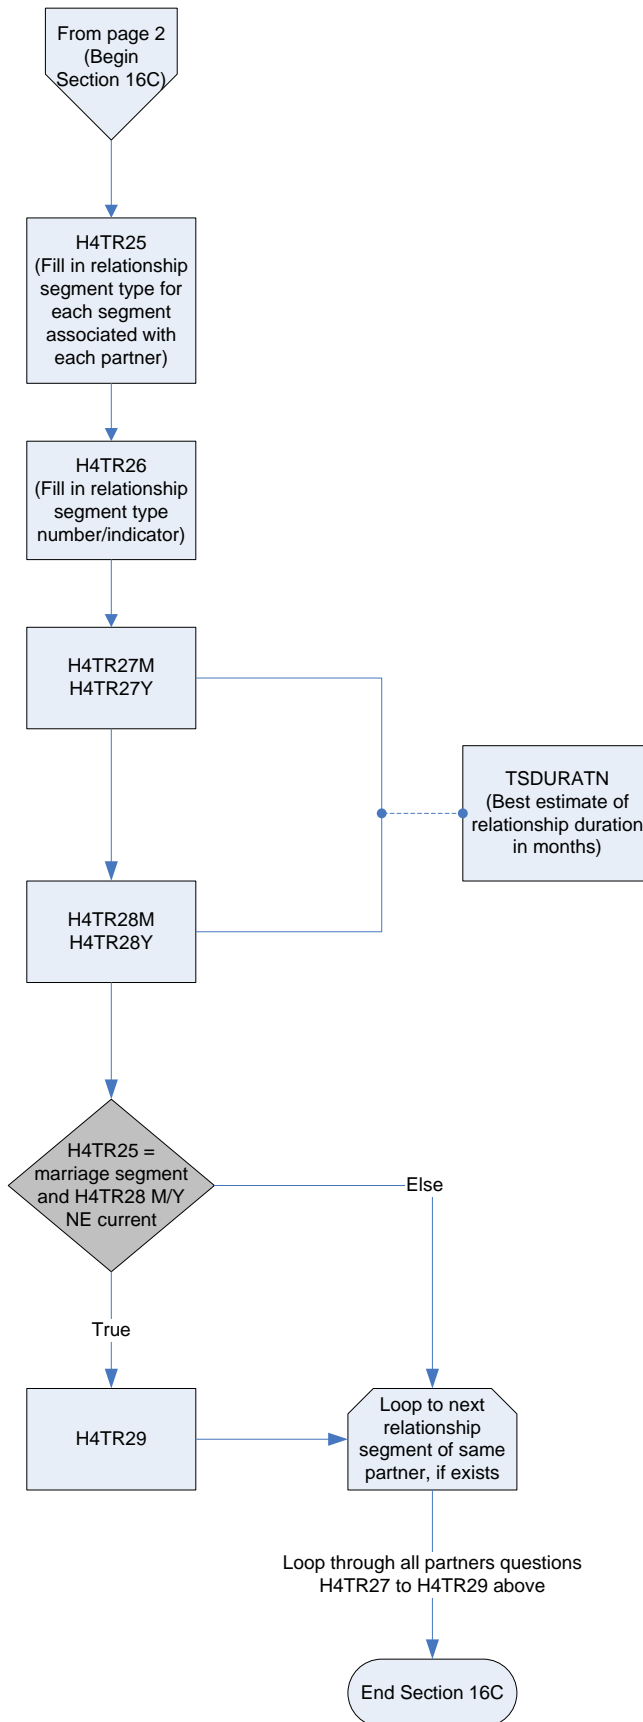 From page 2
(Begin
Section 16C)
H4TR25
(Fill in relationship
segment type for
each segment
associated with
each partner)
H4TR26
(Fill in relationship
segment type
number/indicator)
H4TR27M
H4TR27Y
TSDURATN
(Best estimate of
relationship duration
in months)
H4TR28M
H4TR28Y
H4TR25 =
marriage segment
and H4TR28 M/Y
NE current
Else
True
H4TR29
Loop to next
relationship
segment of same
partner, if exists
Loop through all partners questions
H4TR27 to H4TR29 above
End Section 16C